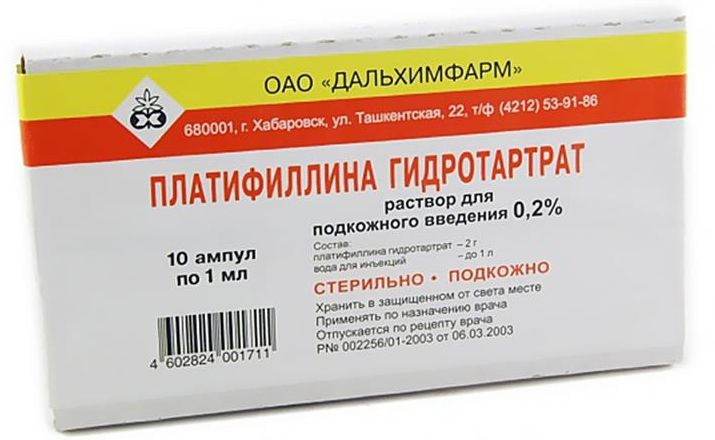 ОАО «ДАЛЬХИМФАРМ»
680001, г. Хабаровск, ул. Ташкентская, 22, т/ф (4212) 53-91-86
ПЛАТИФИЛЛИНА ГИДРОТАРТРАТ
раствор для
подкожного введения 0,2%
10 ампул
по 1 мл
Состав:
платифиллина гидротартрат – 2 г
вода для инъекций – до 1 л
СТЕРИЛЬНО • ПОДКОЖНО
Хранить в защищенном от света месте
Применять по назначению врача
Отпускается по рецепту врача
Р№ 002256/01-2003 от 06.03.2003
4 602824 001711